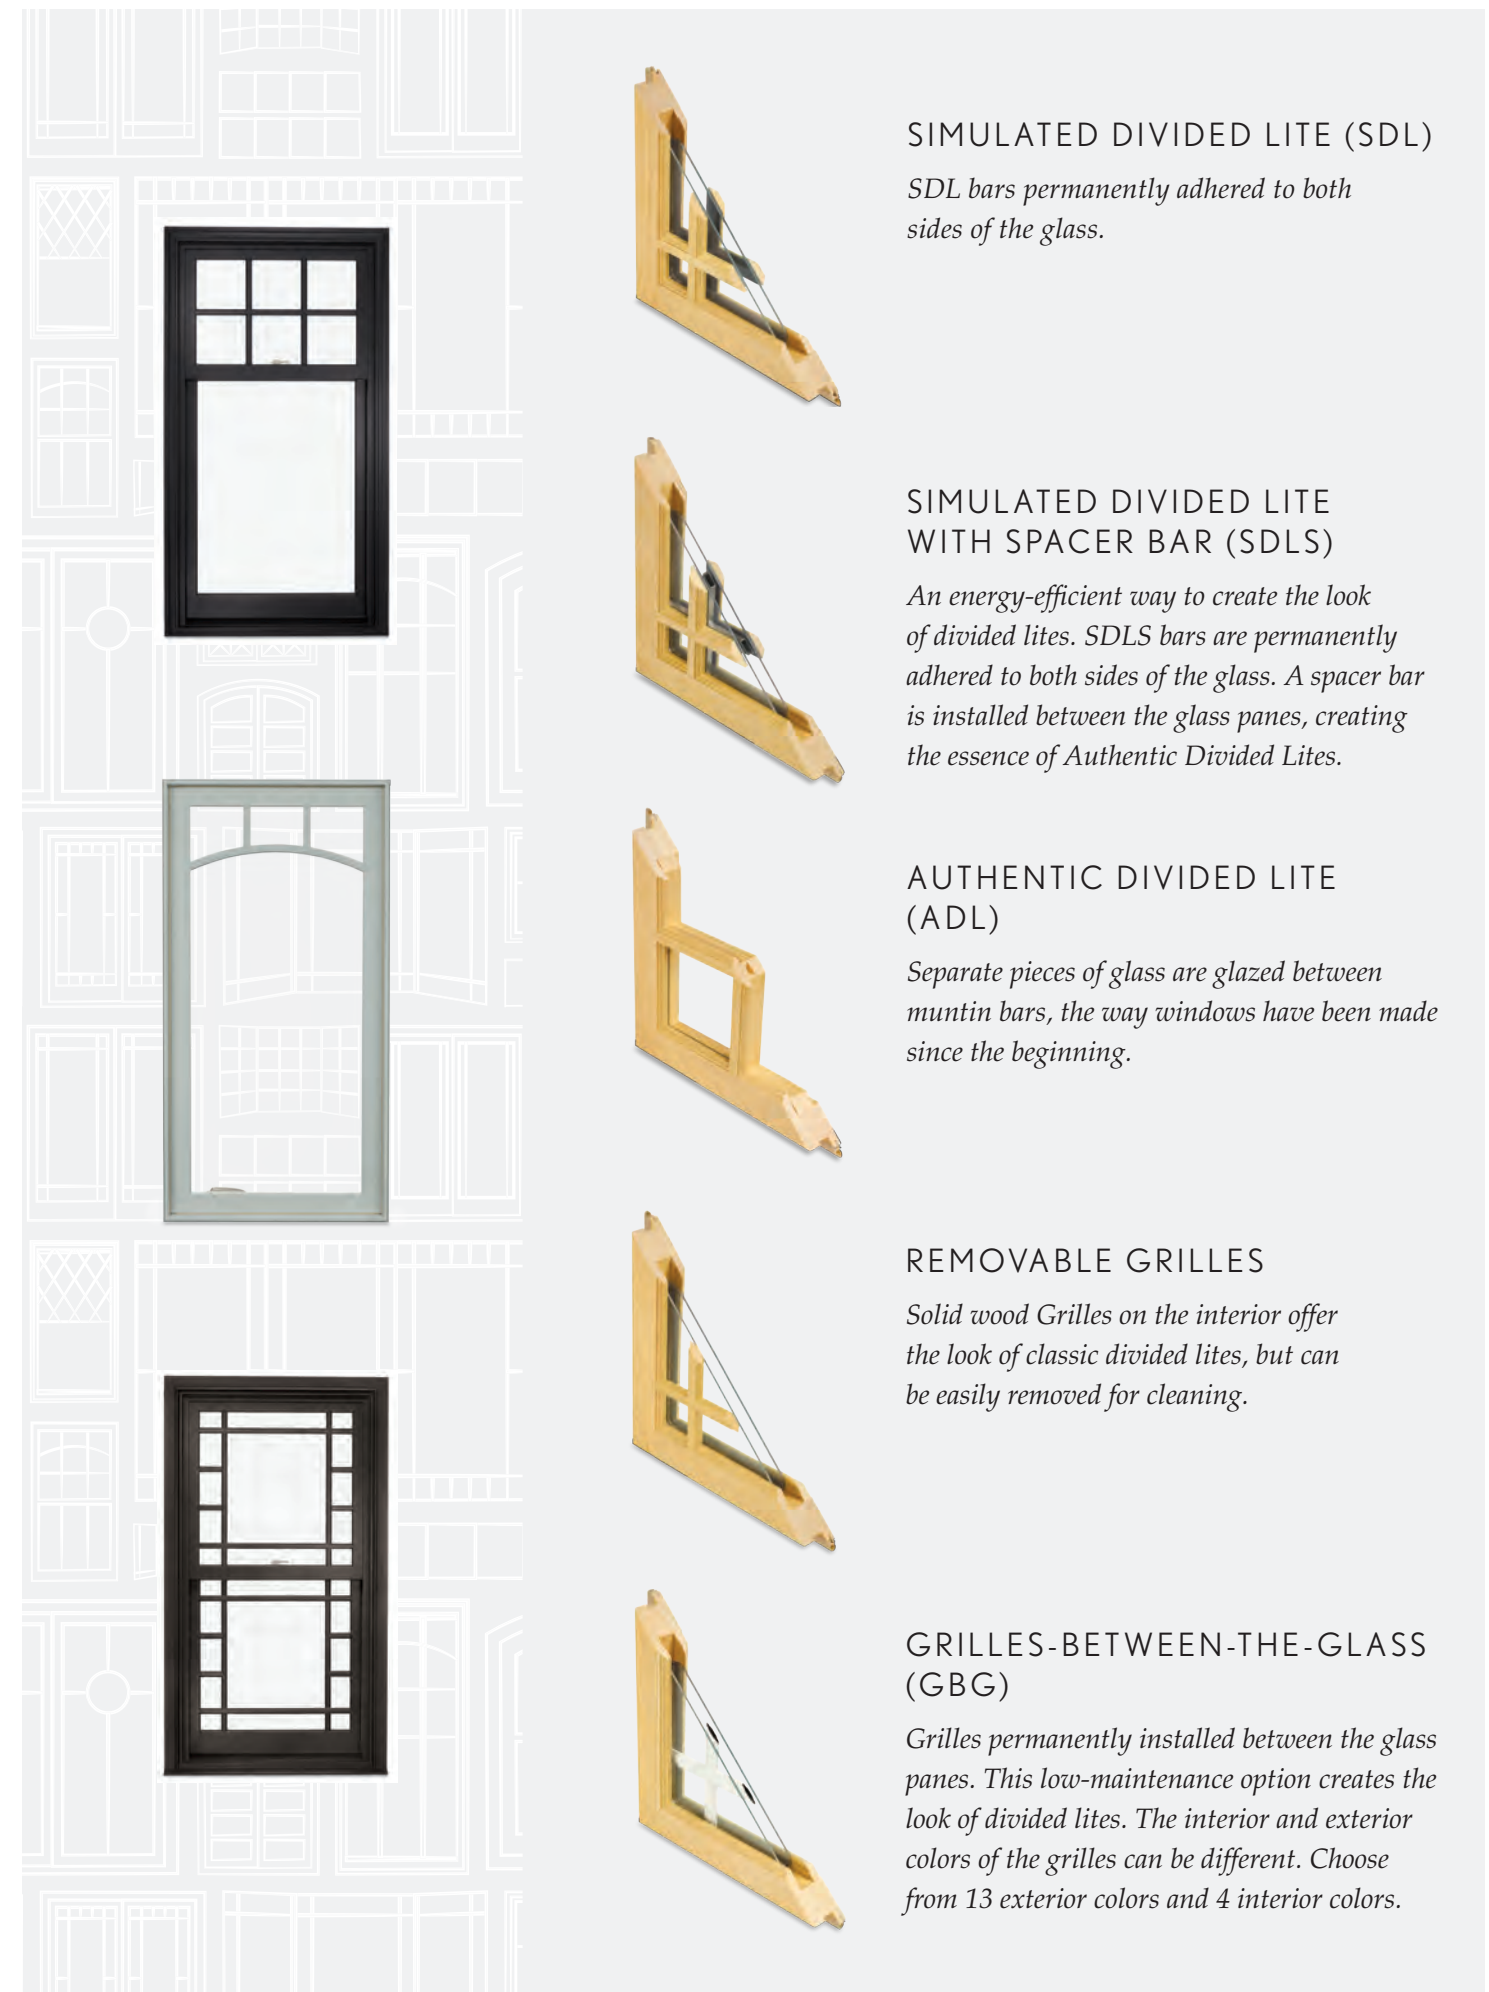 SIMULATED DIVIDED LITE (SDL)
SDL bars permanently adhered to both
sides of the glass.
SIMULATED DIVIDED LITE
WITH SPACER BAR (SDLS)
An energy-efficient way to create the look
of divided lites. SDLS bars are permanently
adhered to both sides of the glass. A spacer bar
is installed between the glass panes, creating
the essence of Authentic Divided Lites.
AUTHENTIC DIVIDED LITE
(ADL)
Separate pieces of glass are glazed between
muntin bars, the way windows have been made
since the beginning.
REMOVABLE GRILLES
Solid wood Grilles on the interior offer
the look of classic divided lites, but can
be easily removed for cleaning.
GRILLES-BETWEEN-THE-GLASS
(GBG)
Grilles permanently installed between the glass
panes. This low-maintenance option creates the
look of divided lites. The interior and exterior
colors of the grilles can be different. Choose
from 13 exterior colors and 4 interior colors.